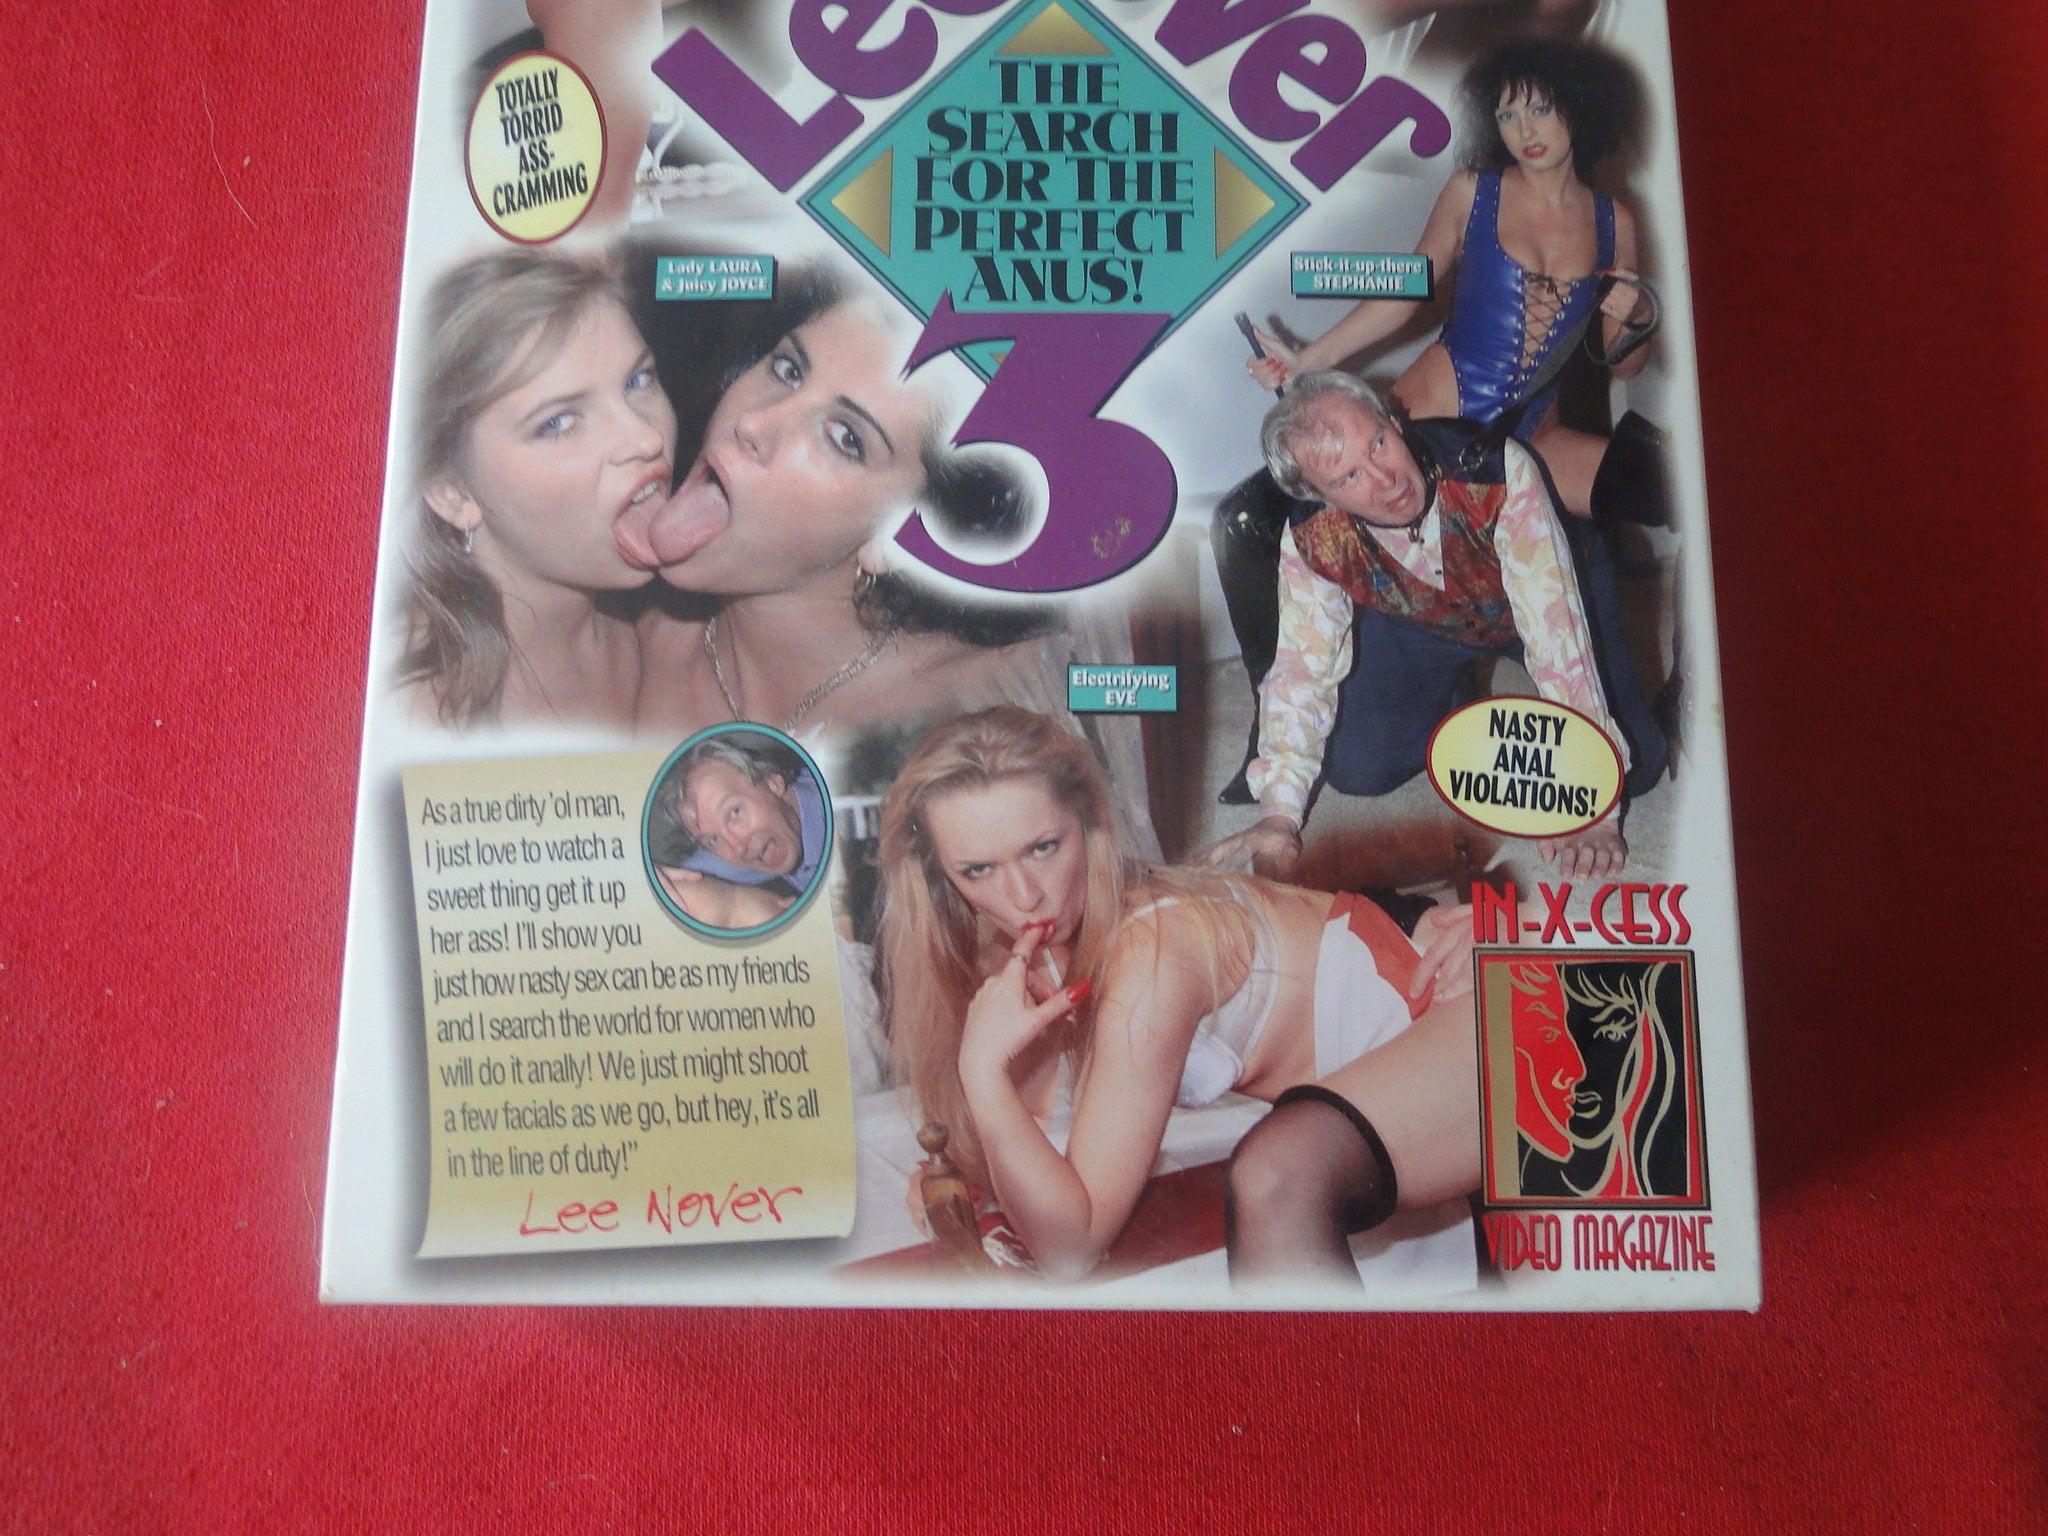 Lee Nover
THE
SEARCH
FOR THE
PERFECT
ANUS!
3
TOTALLY
TORRID
ASS-
CRAMMING
Lady LAURA
& Juicy JOYCE
Stick-it-up-there
STEPHANIE
Electrifying
EVE
NASTY
ANAL
VIOLATIONS!
As a true dirty 'ol man,
I just love to watch a
sweet thing get it up
her ass! I'll show you
just how nasty sex can be as my friends
and I search the world for women who
will do it anally! We just might shoot
a few facials as we go, but hey, it's all
in the line of duty!"
Lee Nover
IN-X-CESS
VIDEO MAGAZINE